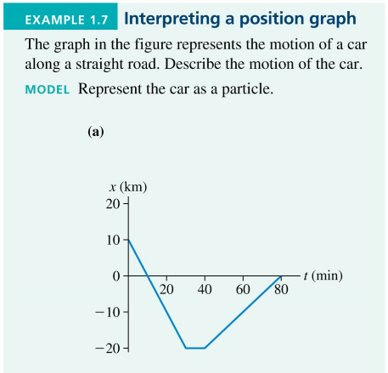 EXAMPLE 1.7 Interpreting a position graph
The graph in the figure represents the motion of a car
along a straight road. Describe the motion of the car.
MODEL Represent the car as a particle.
(a)
x (km)
20
10
0
t (min)
20 40 60 80
−10
−20